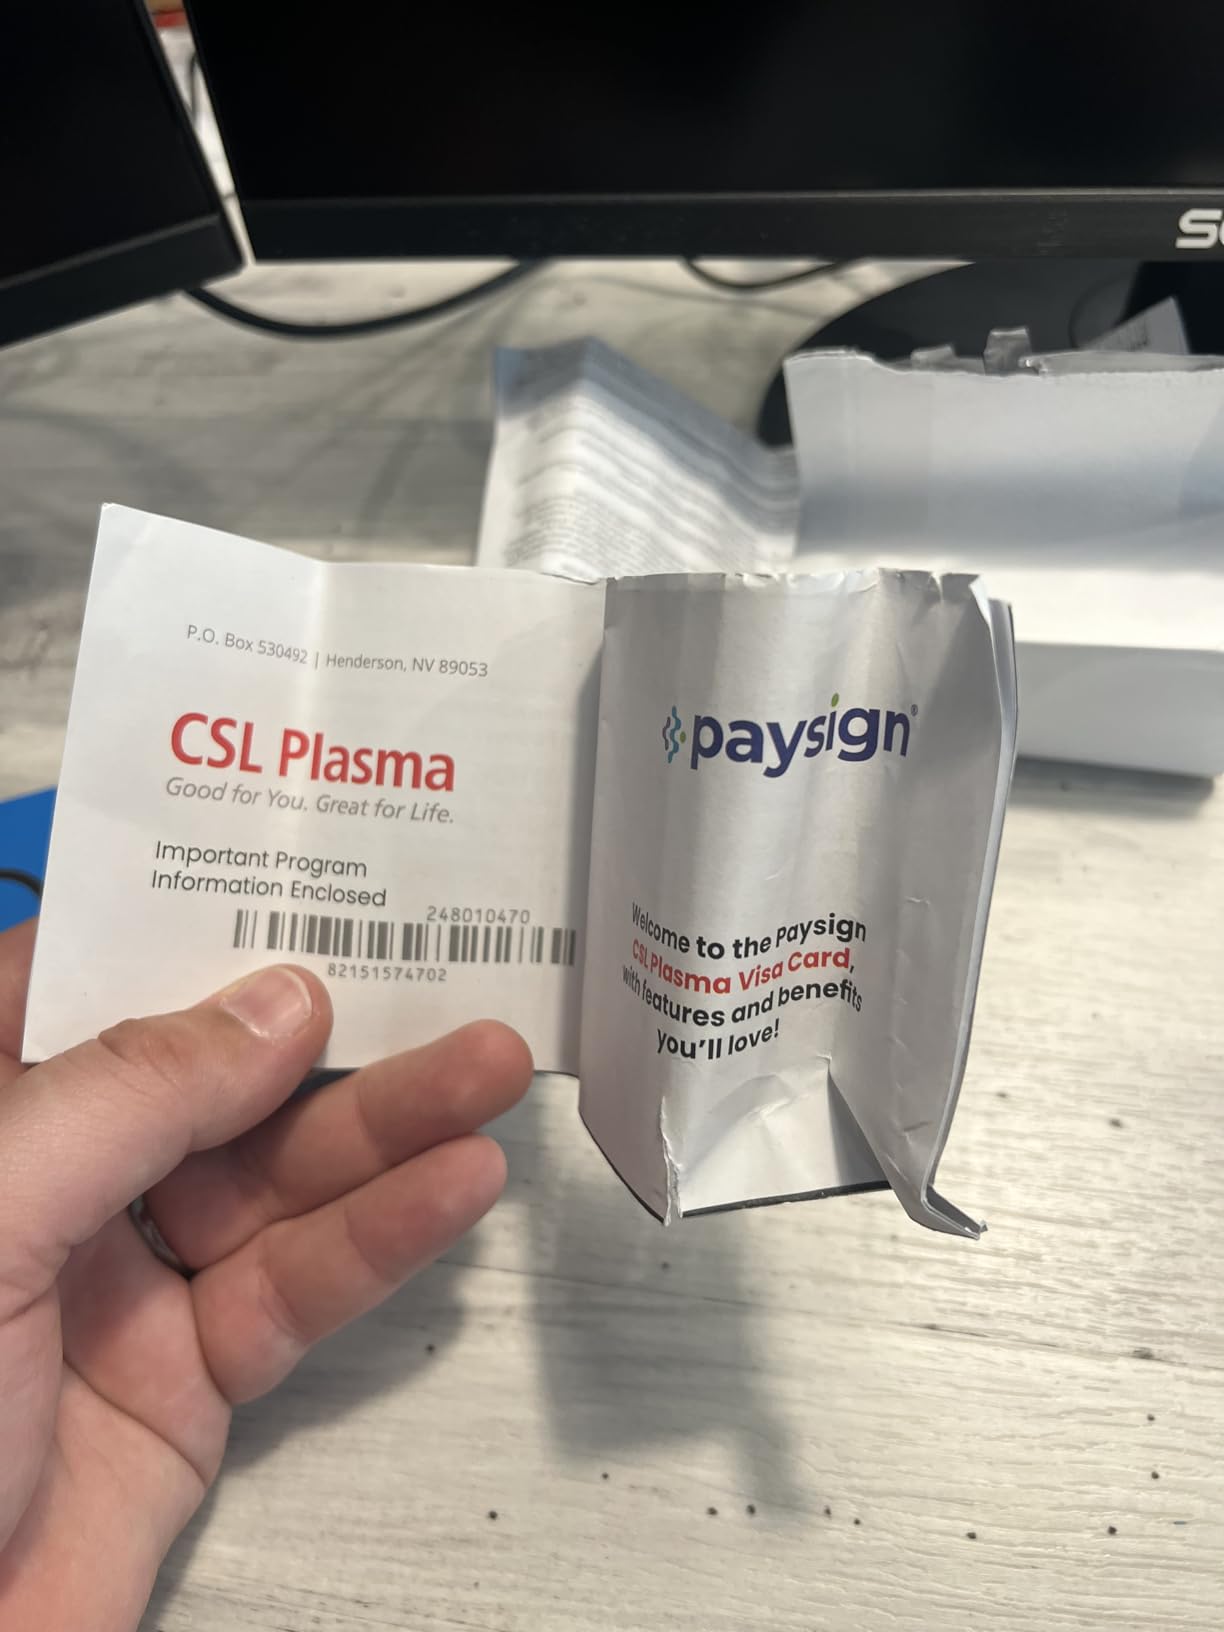 P.O. Box 530492 | Henderson, NV 89053
CSL Plasma
Good for You. Great for Life.
Important Program
Information Enclosed
248010470
82151574702
paysign®
Welcome to the Paysign
CSL Plasma Visa Card,
with features and benefits
you'll love!